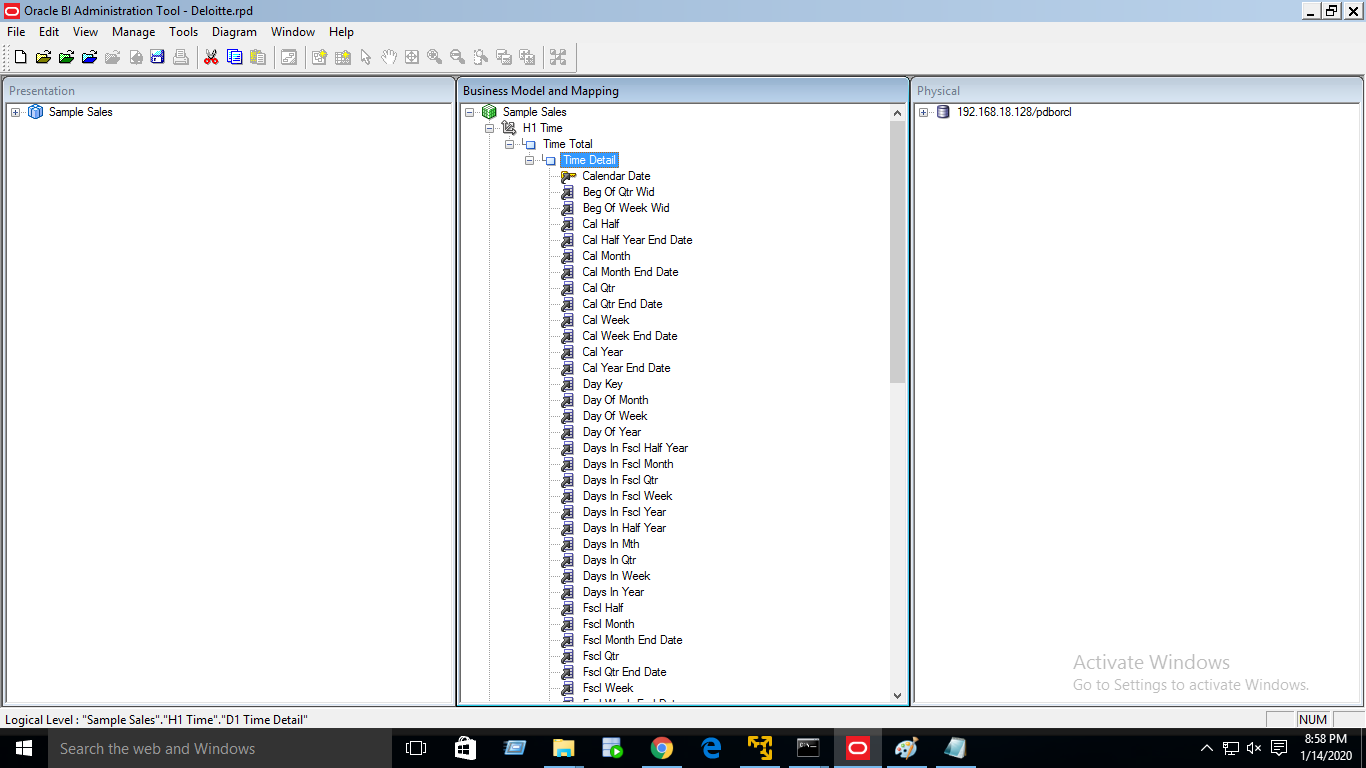 Oracle BI Administration Tool - Deloitte.rpd
File Edit View Manage Tools Diagram Window Help
Presentation
Sample Sales
Business Model and Mapping
Sample Sales
H1 Time
Time Total
Time Detail
Calendar Date
Beg Of Qtr Wid
Beg Of Week Wid
Cal Half
Cal Half Year End Date
Cal Month
Cal Month End Date
Cal Qtr
Cal Qtr End Date
Cal Week
Cal Week End Date
Cal Year
Cal Year End Date
Day Key
Day Of Month
Day Of Week
Day Of Year
Days In Fscl Half Year
Days In Fscl Month
Days In Fscl Qtr
Days In Fscl Week
Days In Fscl Year
Days In Half Year
Days In Mth
Days In Qtr
Days In Week
Days In Year
Fscl Half
Fscl Month
Fscl Month End Date
Fscl Qtr
Fscl Qtr End Date
Fscl Week
Physical
192.168.18.128/pdborcl
Activate Windows
Go to Settings to activate Windows.
Logical Level : "Sample Sales"."H1 Time"."D1 Time Detail"
NUM
Search the web and Windows
8:58 PM
1/14/2020